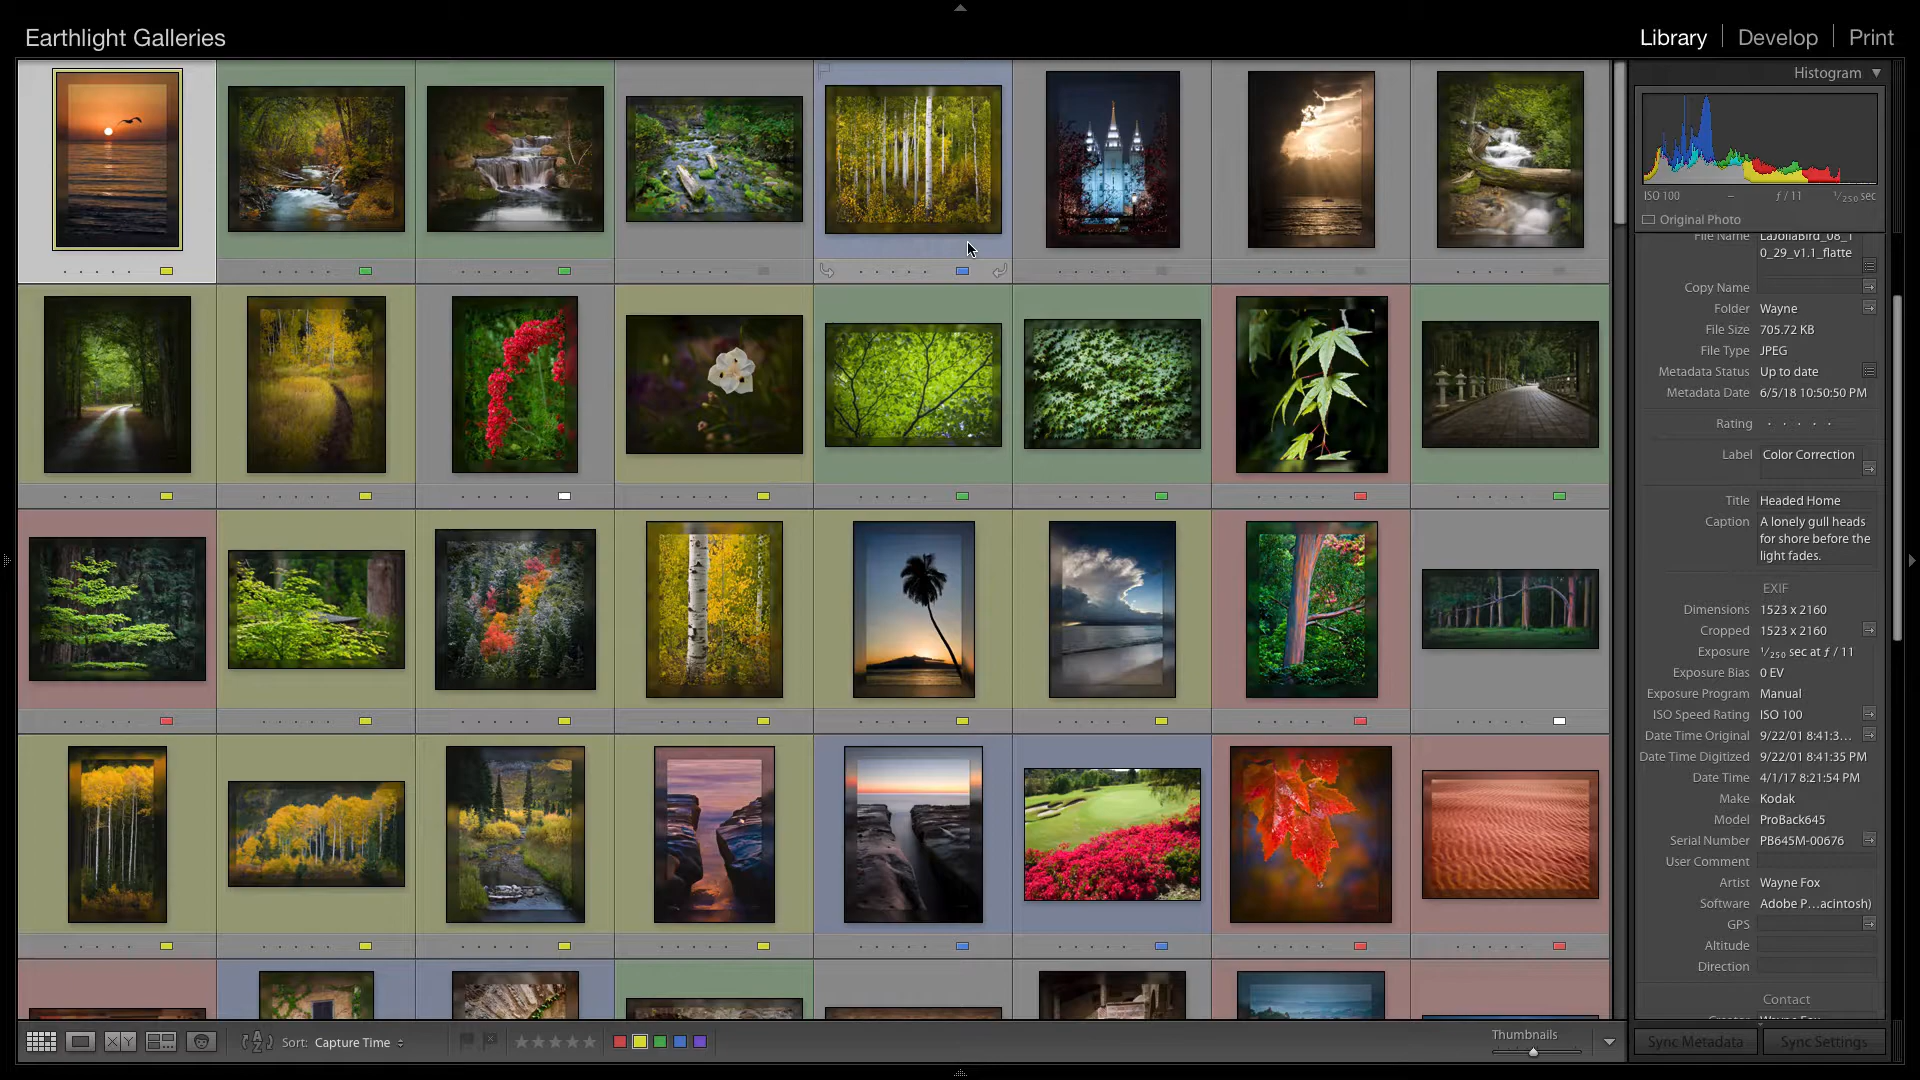 Earthlight Galleries
Library
Develop
Print
Histogram
ISO 100
ƒ / 11
1/250 sec
Original Photo
File Name LaJollaBird_08_1
0_29_v1.1_flatte
Copy Name
Folder Wayne
File Size 705.72 KB
File Type JPEG
Metadata Status Up to date
Metadata Date 6/5/18 10:50:50 PM
Rating
Label Color Correction
Title Headed Home
Caption A lonely gull heads
for shore before the
light fades.
EXIF
Dimensions 1523 x 2160
Cropped 1523 x 2160
Exposure 1/250 sec at ƒ / 11
Exposure Bias 0 EV
Exposure Program Manual
ISO Speed Rating ISO 100
Date Time Original 9/22/01 8:41:3...
Date Time Digitized 9/22/01 8:41:35 PM
Date Time 4/1/17 8:21:54 PM
Make Kodak
Model ProBack645
Serial Number PB645M-00676
User Comment
Artist Wayne Fox
Software Adobe P...acintosh)
GPS
Altitude
Direction
Contact
Sort: Capture Time
Thumbnails
Sync Metadata
Sync Settings